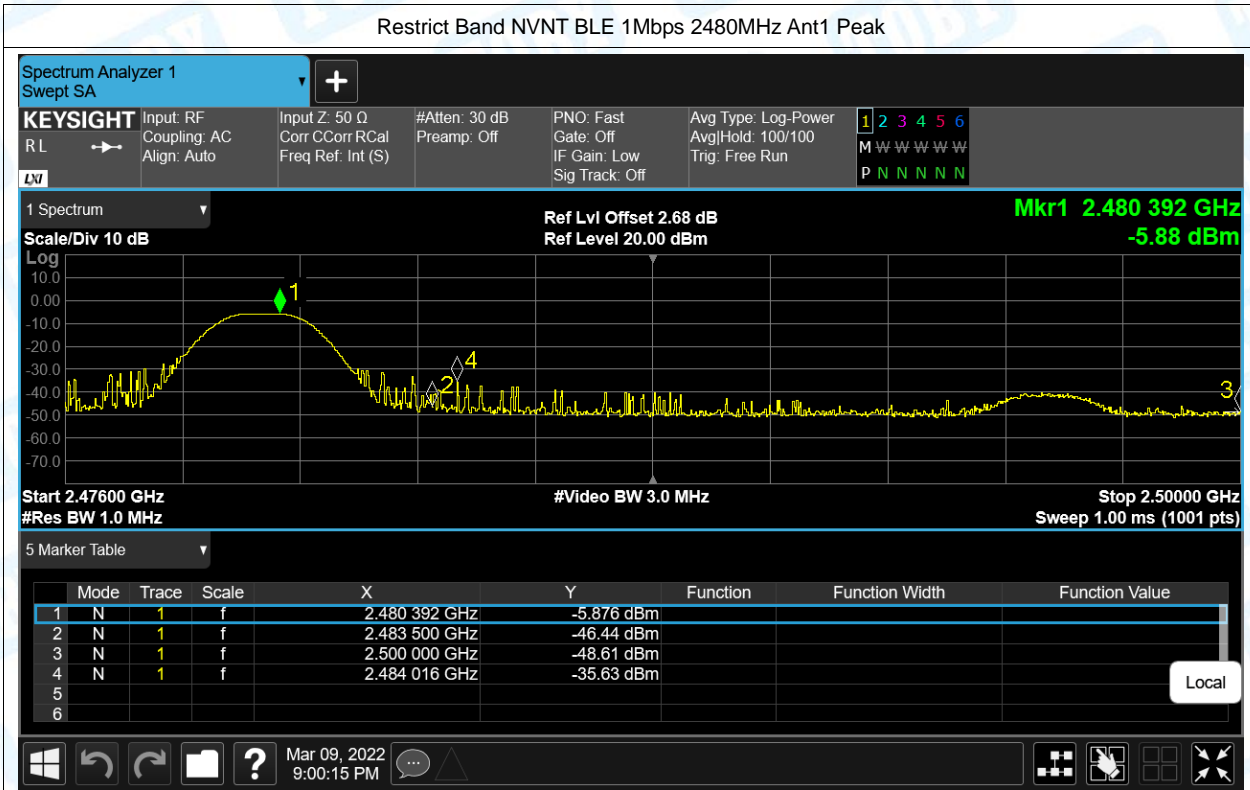 Restrict Band NVNT BLE 1Mbps 2480MHz Ant1 Peak
Spectrum Analyzer 1
Swept SA
KEYSIGHT Input: RF Input Z: 50 Ω #Atten: 30 dB PNO: Fast Avg Type: Log-Power 1 2 3 4 5 6
RL Coupling: AC Corr CCorr RCal Preamp: Off Gate: Off Avg|Hold: 100/100 M W W W W W
Align: Auto Freq Ref: Int (S) IF Gain: Low Trig: Free Run
LXI Sig Track: Off P N N N N N
1 Spectrum Ref Lvl Offset 2.68 dB Mkr1 2.480 392 GHz
Scale/Div 10 dB Ref Level 20.00 dBm -5.88 dBm
Log
10.0
0.00
-10.0
-20.0
-30.0
-40.0
-50.0
-60.0
-70.0
1
2
4
3
Start 2.47600 GHz #Video BW 3.0 MHz Stop 2.50000 GHz
#Res BW 1.0 MHz Sweep 1.00 ms (1001 pts)
5 Marker Table
Mode Trace Scale X Y Function Function Width Function Value
1 N 1 f 2.480 392 GHz -5.876 dBm
2 N 1 f 2.483 500 GHz -46.44 dBm
3 N 1 f 2.500 000 GHz -48.61 dBm
4 N 1 f 2.484 016 GHz -35.63 dBm
5
6
Local
? Mar 09, 2022
9:00:15 PM